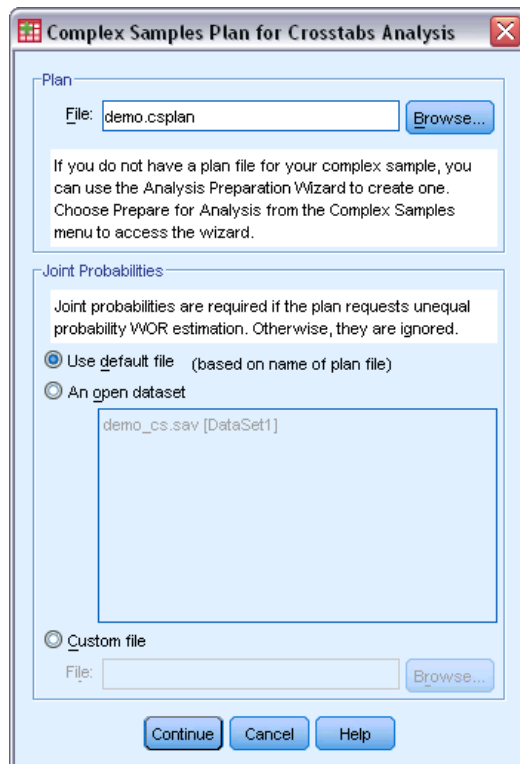 Complex Samples Plan for Crosstabs Analysis
Plan
File: demo.csplan Browse...
If you do not have a plan file for your complex sample, you
can use the Analysis Preparation Wizard to create one.
Choose Prepare for Analysis from the Complex Samples
menu to access the wizard.
Joint Probabilities
Joint probabilities are required if the plan requests unequal
probability WOR estimation. Otherwise, they are ignored.
Use default file (based on name of plan file)
An open dataset
demo_cs.sav [DataSet1]
Custom file
File: Browse...
Continue Cancel Help